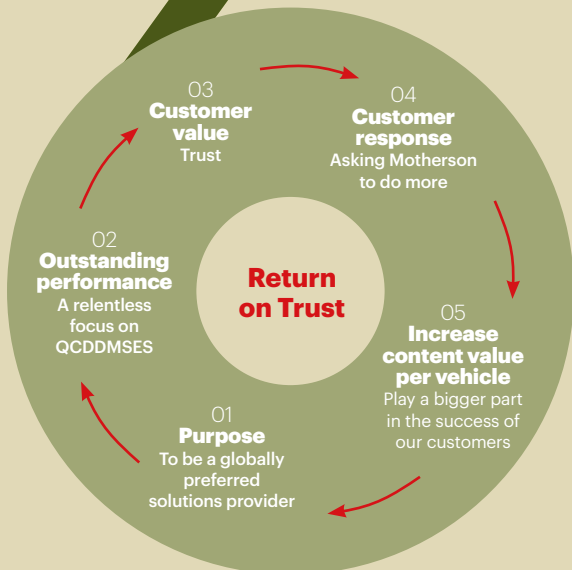 Return
on Trust
01
Purpose
To be a globally
preferred
solutions provider
02
Outstanding
performance
A relentless
focus on
QCDDMSES
03
Customer
value
Trust
04
Customer
response
Asking Motherson
to do more
05
Increase
content value
per vehicle
Play a bigger part
in the success of
our customers